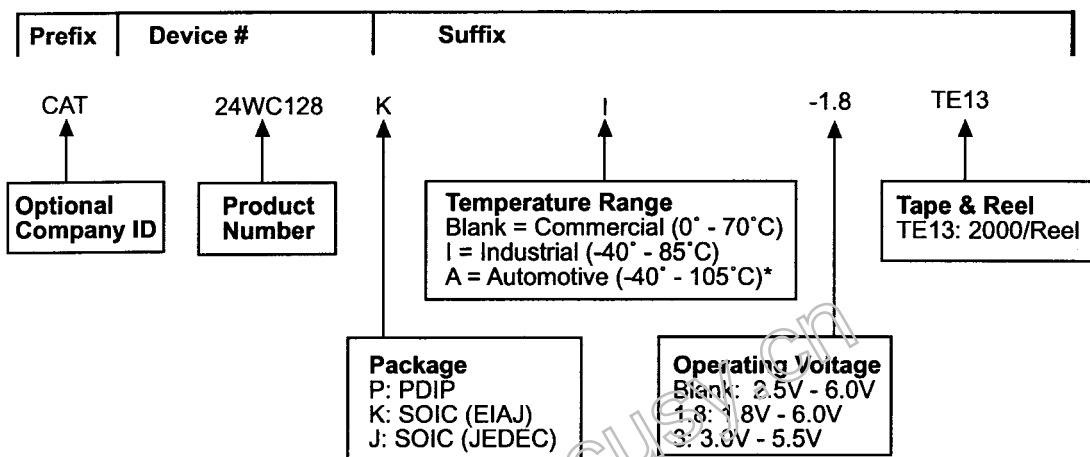 Prefix Device # Suffix
CAT 24WC128 K I -1.8 TE13
Optional
Company ID
Product
Number
Temperature Range
Blank = Commercial (0˚ - 70˚C)
I = Industrial (-40˚ - 85˚C)
A = Automotive (-40˚ - 105˚C)*
Tape & Reel
TE13: 2000/Reel
Package
P: PDIP
K: SOIC (EIAJ)
J: SOIC (JEDEC)
Operating Voltage
Blank: 2.5V - 6.0V
1.8: 1.8V - 6.0V
3: 3.0V - 5.5V